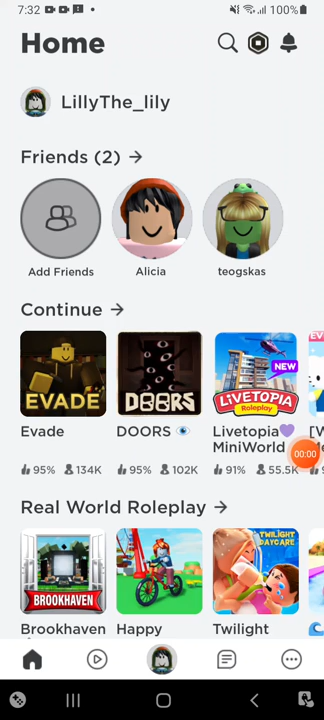 7:32
100%
Home
LillyThe_lily
Friends (2) →
Add Friends
Alicia
teogskas
Continue →
EVADE
DOORS
NEW
LIVETOPIA
Roleplay
Evade
DOORS 👁
Livetopia💜
MiniWorld
95% 134K
95% 102K
91% 55.5K
00:00
Real World Roleplay →
BROOKHAVEN
TWILIGHT
DAYCARE
Brookhaven
Happy
Twilight